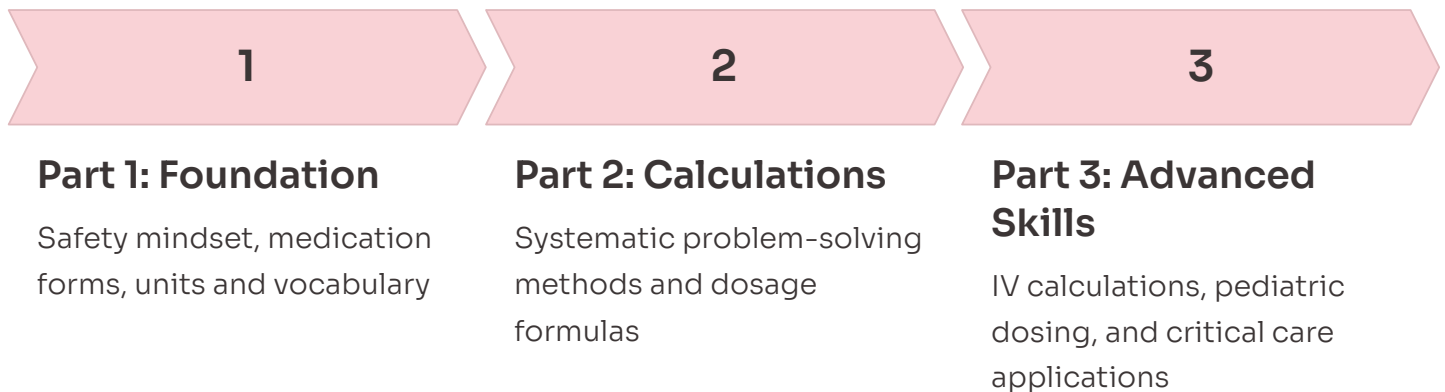 1
2
3
Part 1: Foundation
Safety mindset, medication
forms, units and vocabulary
Part 2: Calculations
Systematic problem-solving
methods and dosage
formulas
Part 3: Advanced
Skills
IV calculations, pediatric
dosing, and critical care
applications